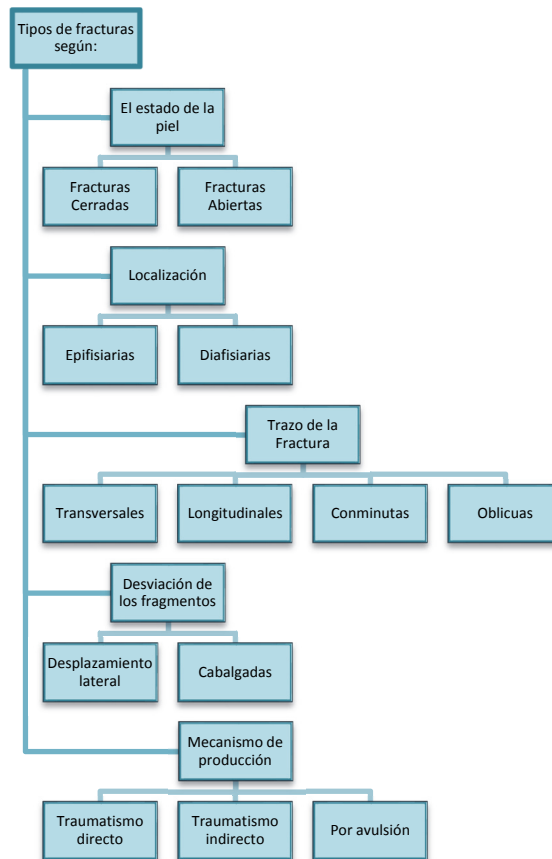 Tipos de fracturas
según:
El estado de la
piel
Fracturas
Cerradas
Fracturas
Abiertas
Localización
Epifisiarias
Diafisiarias
Trazo de la
Fractura
Transversales
Longitudinales
Conminutas
Oblicuas
Desviación de
los fragmentos
Desplazamiento
lateral
Cabalgadas
Mecanismo de
producción
Traumatismo
directo
Traumatismo
indirecto
Por avulsión